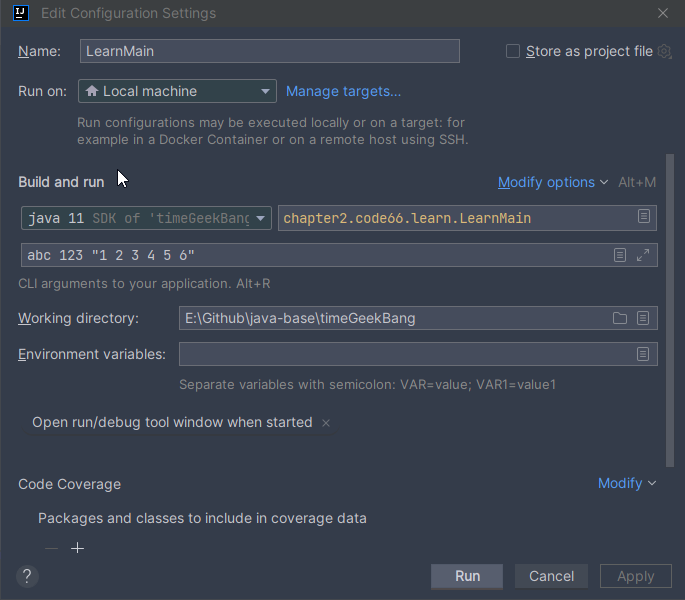 IJ Edit Configuration Settings
Name: LearnMain Store as project file
Run on: Local machine Manage targets...
Run configurations may be executed locally or on a target: for
example in a Docker Container or on a remote host using SSH.
Build and run Modify options Alt+M
java 11 SDK of 'timeGeekBang chapter2.code66.learn.LearnMain
abc 123 "1 2 3 4 5 6"
CLI arguments to your application. Alt+R
Working directory: E:\Github\java-base\timeGeekBang
Environment variables:
Separate variables with semicolon: VAR=value; VAR1=value1
Open run/debug tool window when started ×
Code Coverage Modify
Packages and classes to include in coverage data
? Run Cancel Apply